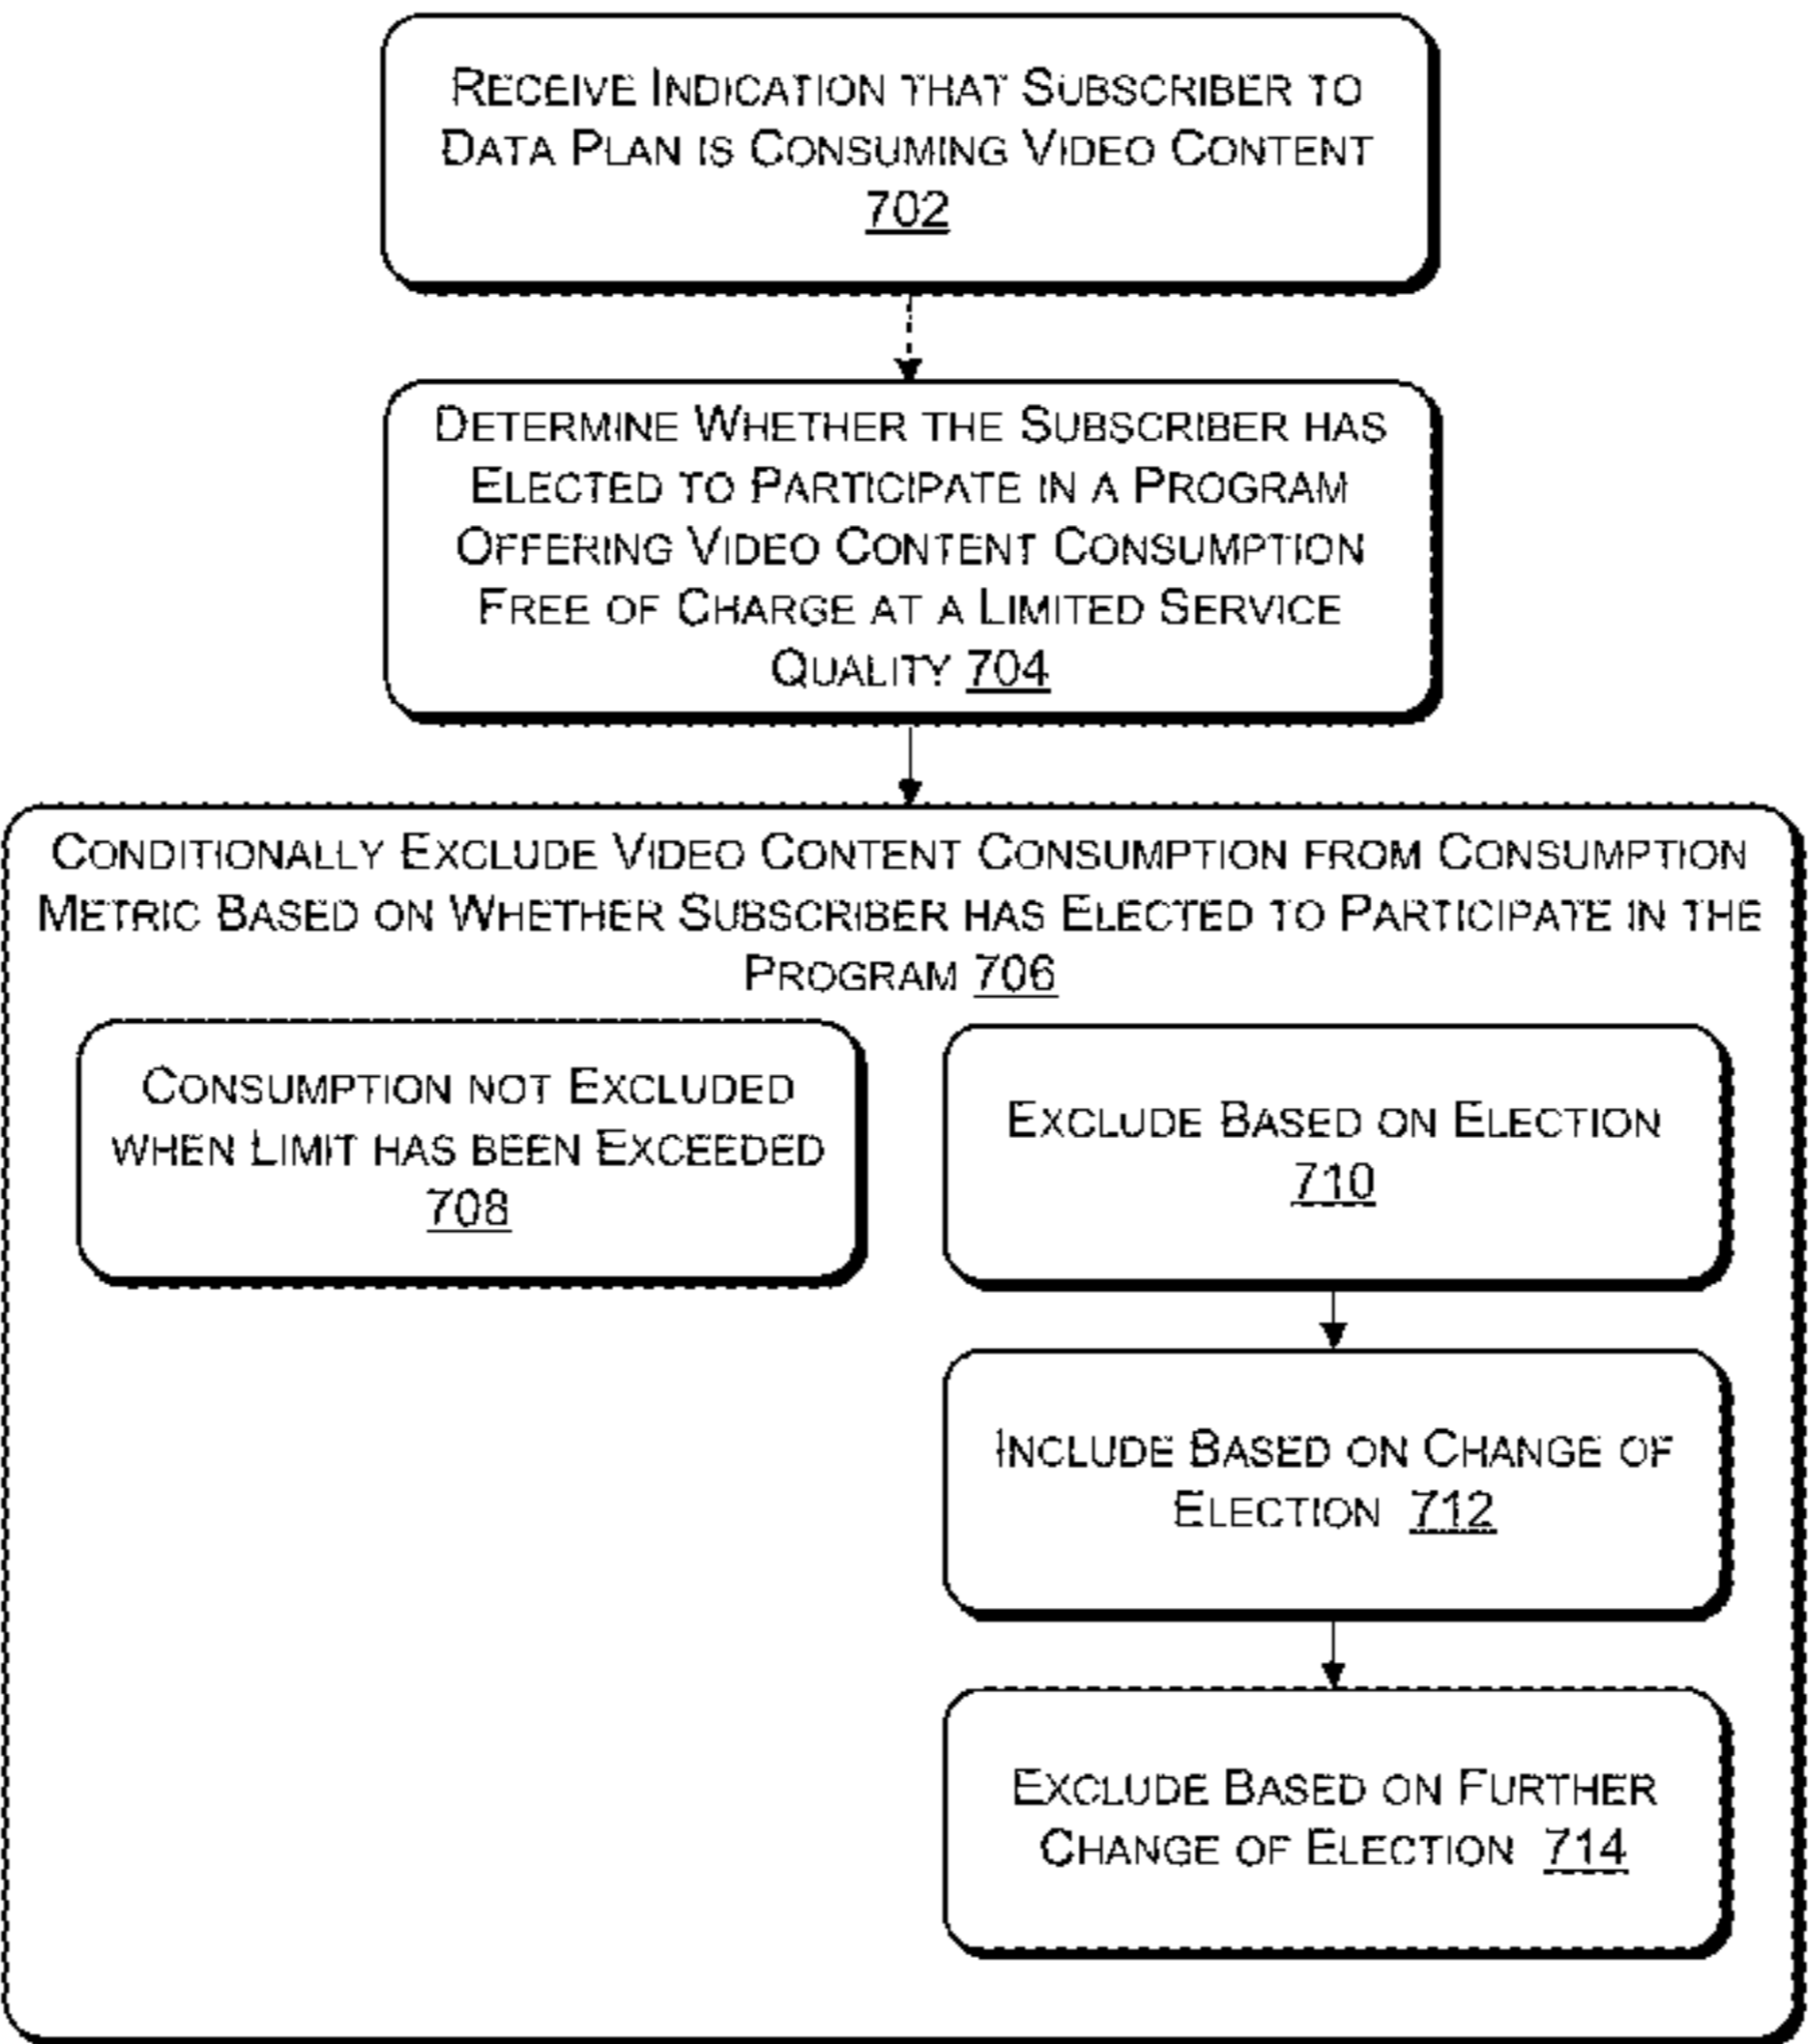 RECEIVE INDICATION THAT SUBSCRIBER TO
DATA PLAN IS CONSUMING VIDEO CONTENT
702
DETERMINE WHETHER THE SUBSCRIBER HAS
ELECTED TO PARTICIPATE IN A PROGRAM
OFFERING VIDEO CONTENT CONSUMPTION
FREE OF CHARGE AT A LIMITED SERVICE
QUALITY 704
CONDITIONALLY EXCLUDE VIDEO CONTENT CONSUMPTION FROM CONSUMPTION
METRIC BASED ON WHETHER SUBSCRIBER HAS ELECTED TO PARTICIPATE IN THE
PROGRAM 706
CONSUMPTION NOT EXCLUDED
WHEN LIMIT HAS BEEN EXCEEDED
708
EXCLUDE BASED ON ELECTION
710
INCLUDE BASED ON CHANGE OF
ELECTION 712
EXCLUDE BASED ON FURTHER
CHANGE OF ELECTION 714